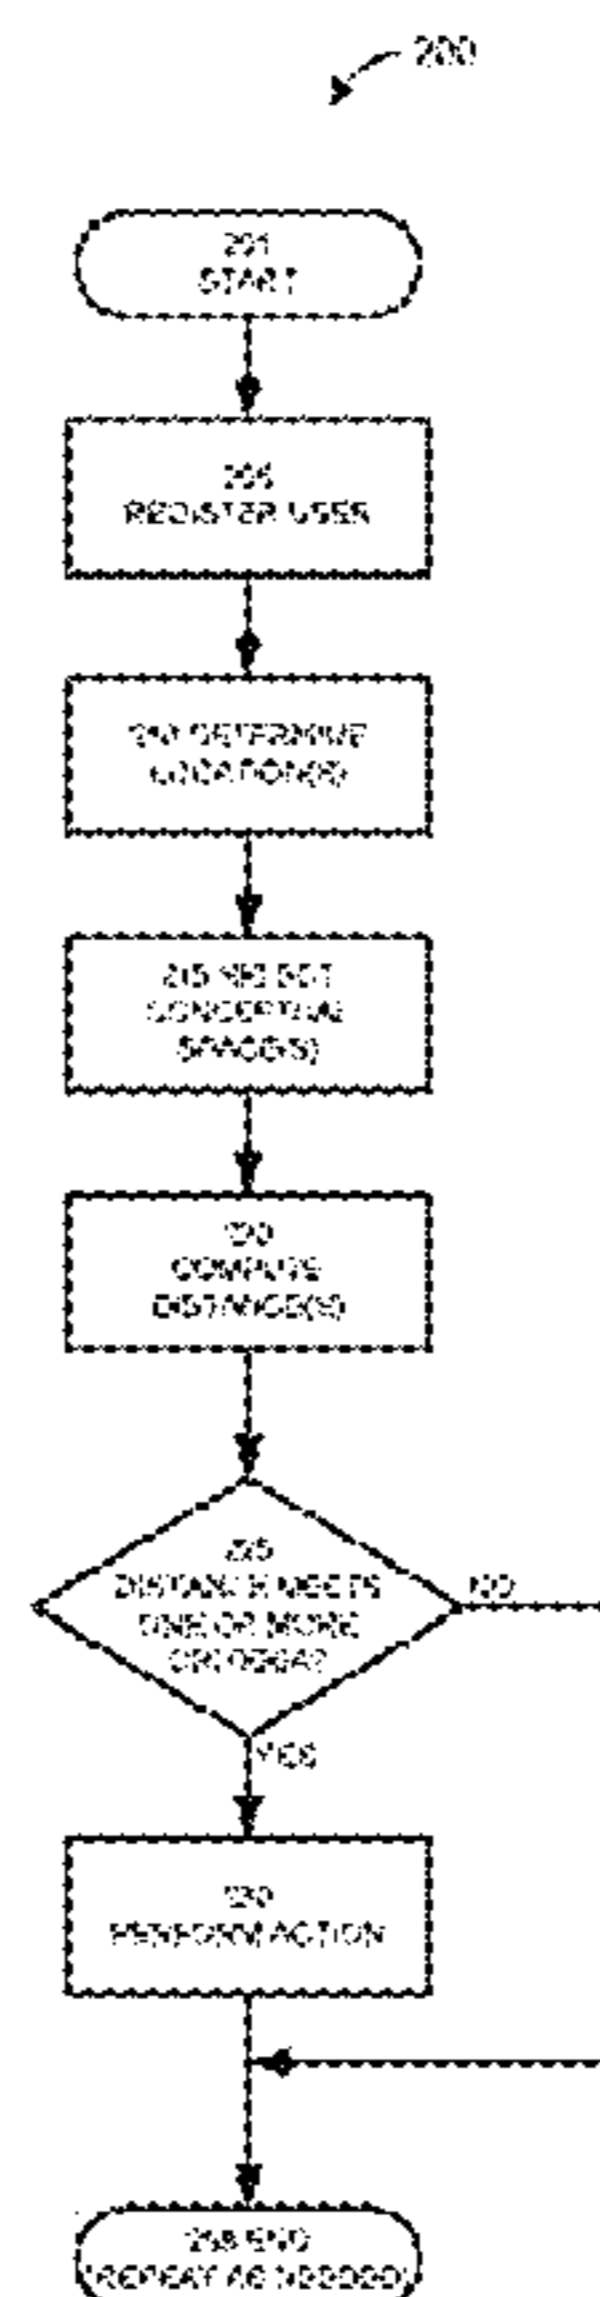 200
201
START
205
REGISTER USER
210 DETERMINE
LOCATION(S)
215 SELECT
CONCEPTUAL
SPACE(S)
220
COMPUTE
DISTANCE(S)
225
DISTANCE MEETS
ONE OR MORE
CRITERIA?
NO
YES
230
PERFORM ACTION
END
(REPEAT AS NEEDED)